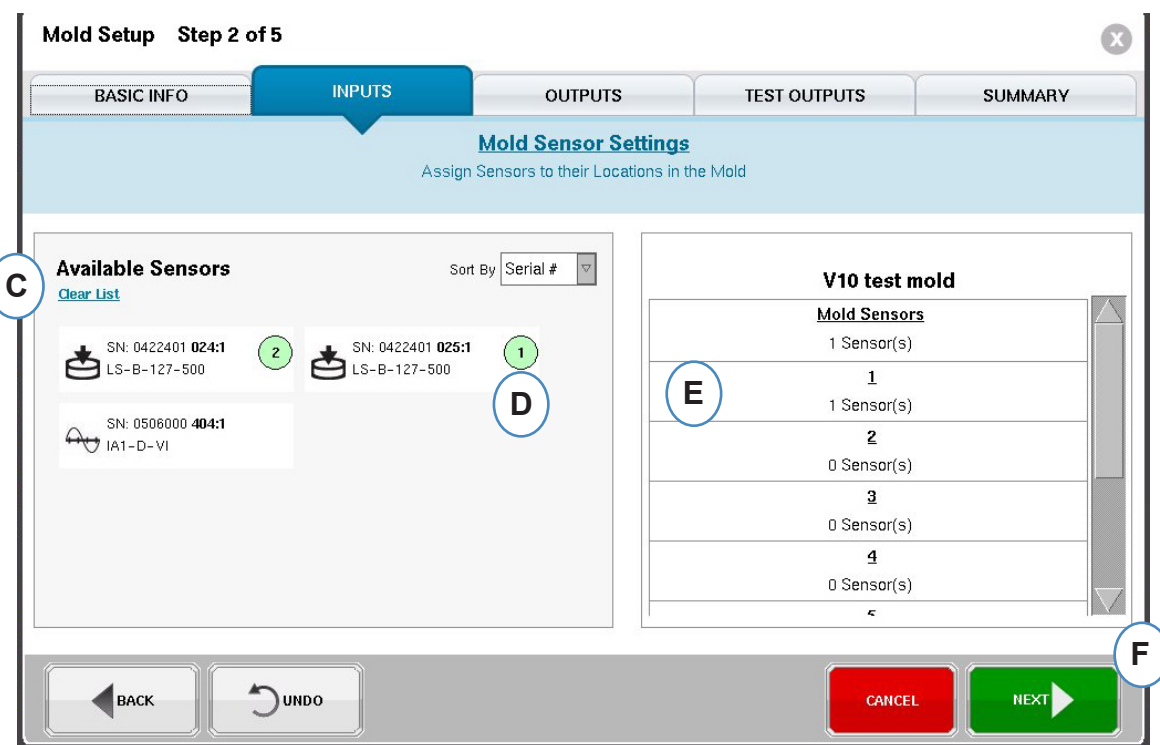 Mold Setup Step 2 of 5
X
BASIC INFO
INPUTS
OUTPUTS
TEST OUTPUTS
SUMMARY
Mold Sensor Settings
Assign Sensors to their Locations in the Mold
C
Available Sensors
Clear List
Sort By Serial #
SN: 0422401 024:1
LS-B-127-500
2
SN: 0422401 025:1
LS-B-127-500
1
D
SN: 0506000 404:1
IA1-D-VI
V10 test mold
Mold Sensors
1 Sensor(s)
E
1
1 Sensor(s)
2
0 Sensor(s)
3
0 Sensor(s)
4
0 Sensor(s)
F
BACK
UNDO
CANCEL
NEXT